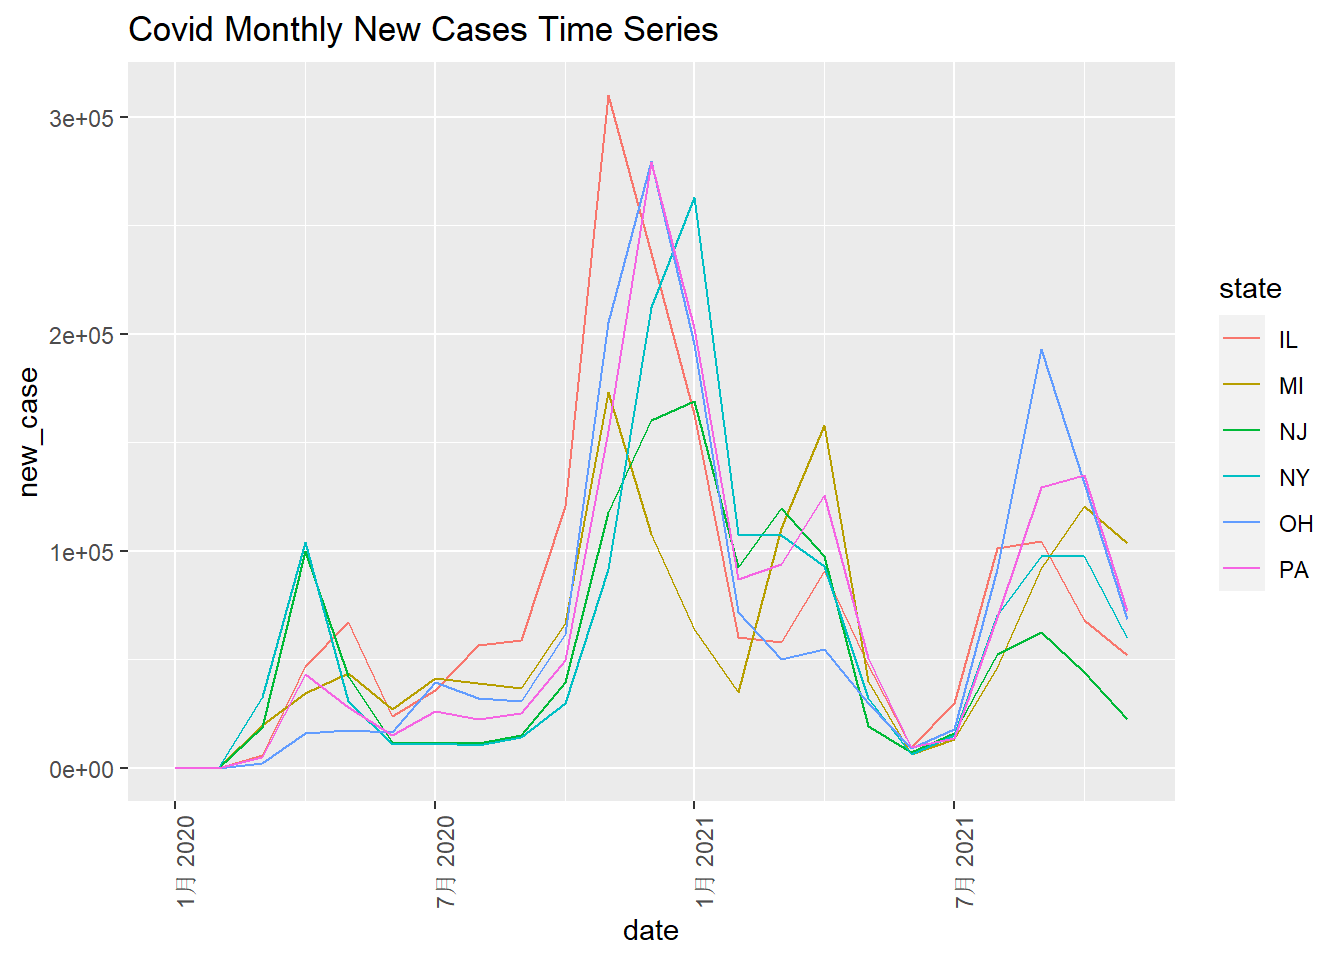 Covid Monthly New Cases Time Series
3e+05
2e+05
1e+05
0e+00
new_case
1月 2020
7月 2020
1月 2021
7月 2021
date
state
IL
MI
NJ
NY
OH
PA